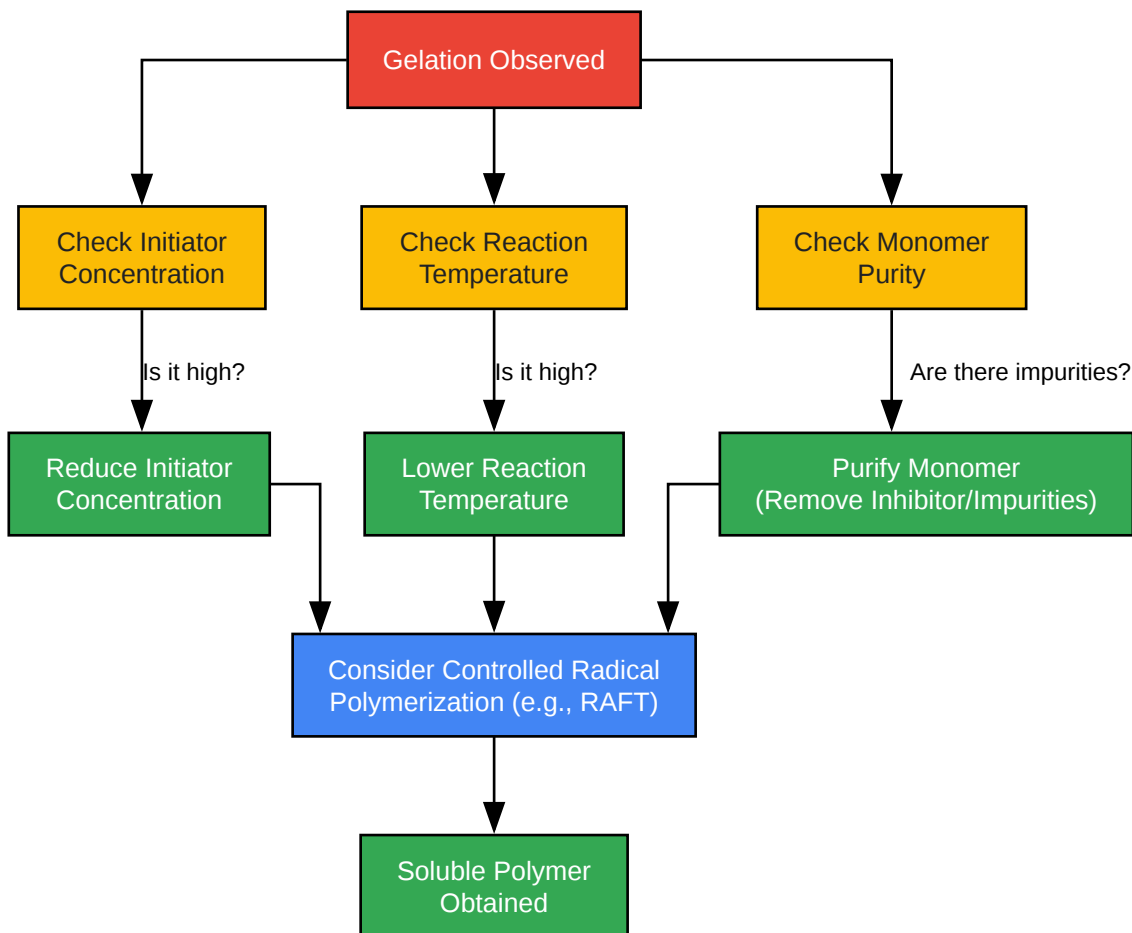 Gelation Observed
Check Initiator
Concentration
Check Reaction
Temperature
Check Monomer
Purity
Is it high?
Is it high?
Are there impurities?
Reduce Initiator
Concentration
Lower Reaction
Temperature
Purify Monomer
(Remove Inhibitor/Impurities)
Consider Controlled Radical
Polymerization (e.g., RAFT)
Soluble Polymer
Obtained